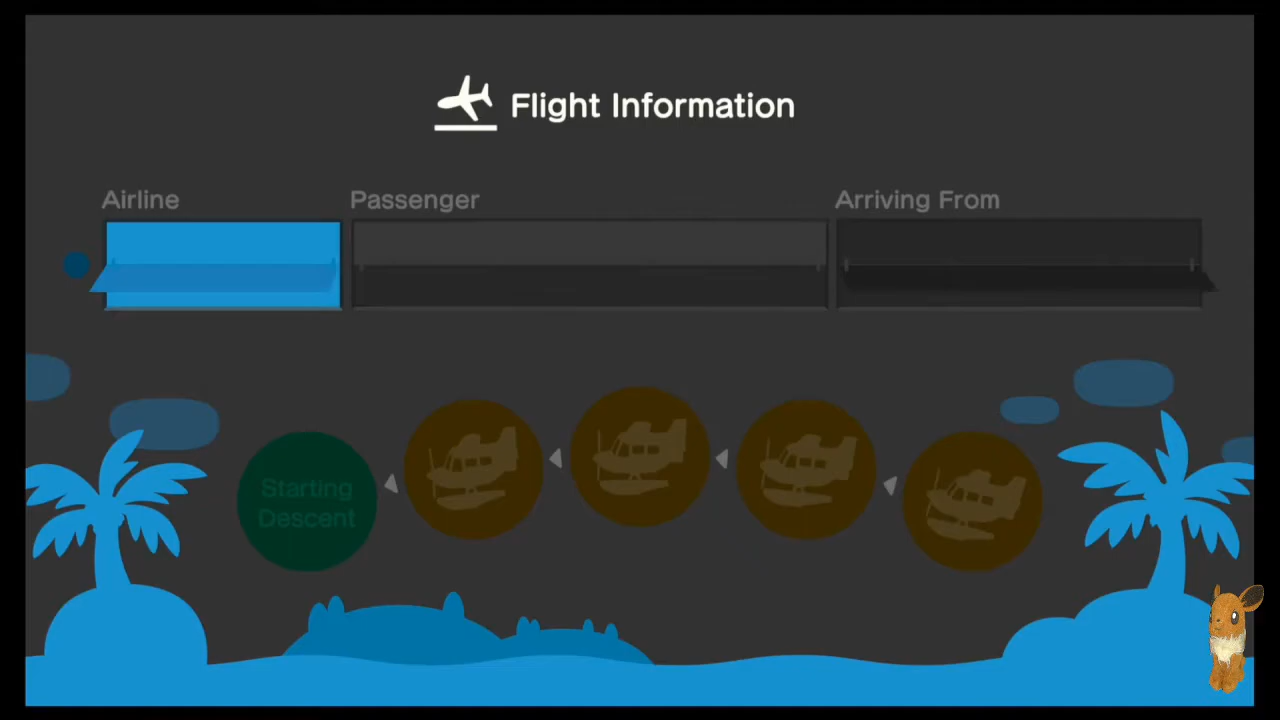 Flight Information
Airline
Passenger
Arriving From
Starting
Descent